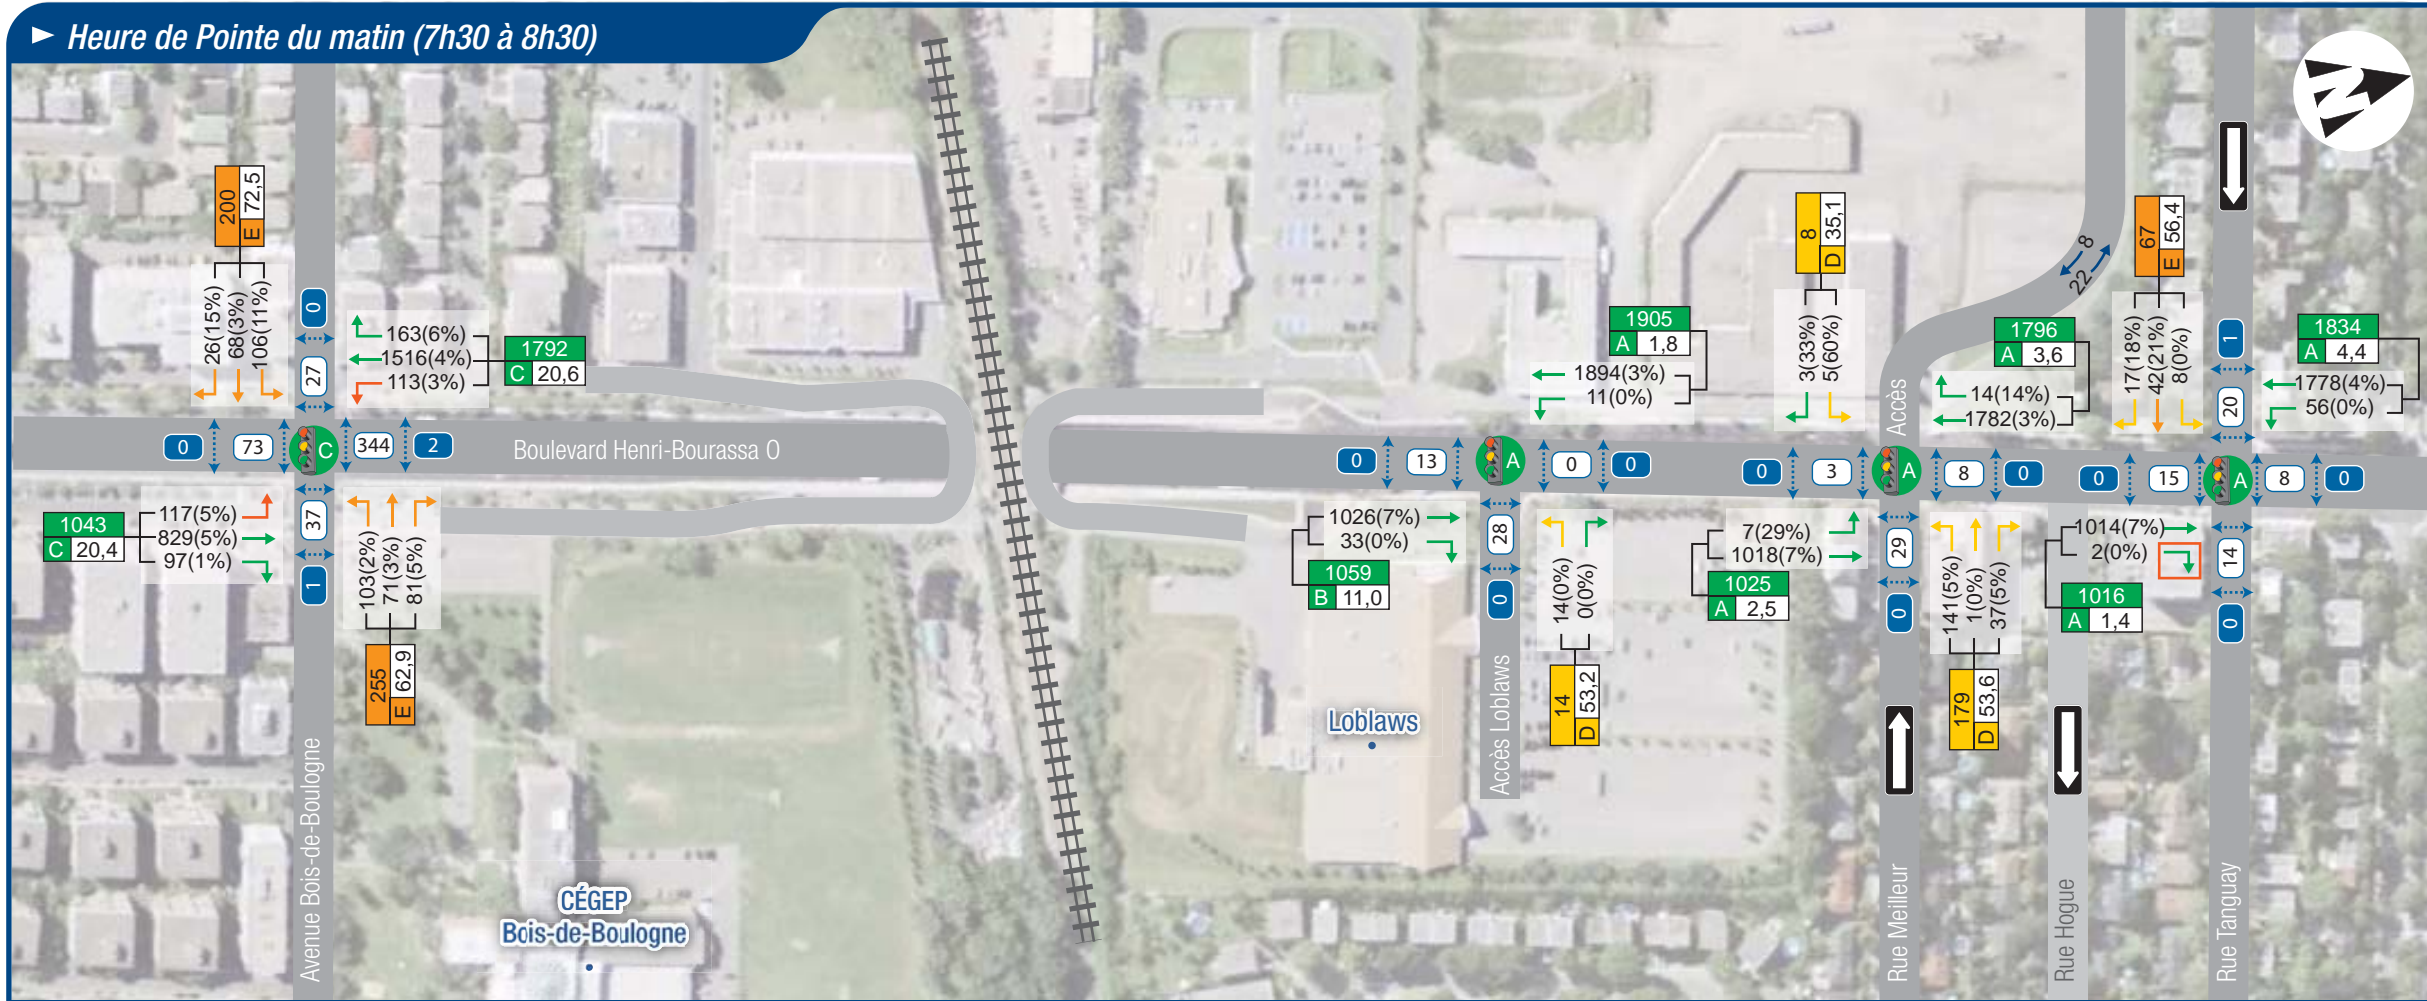 ► Heure de Pointe du matin (7h30 à 8h30)
N
200
E 72,5
26(15%)
68(3%)
106(11%)
0
27
163(6%)
1516(4%)
113(3%)
1792
C 20,6
0
73
C
344
2
Boulevard Henri-Bourassa O
117(5%)
829(5%)
97(1%)
1043
C 20,4
37
1
103(2%)
71(3%)
81(5%)
255
E 62,9
Avenue Bois-de-Boulogne
CÉGEP
Bois-de-Boulogne
1905
A 1,8
1894(3%)
11(0%)
0
13
A
0
0
1026(7%)
33(0%)
1059
B 11,0
28
0
14(0%)
0(0%)
14
D 53,2
Loblaws
Accès Loblaws
8
D 35,1
3(33%)
5(60%)
Accès
8
22
1796
A 3,6
14(14%)
1782(3%)
0
3
A
8
0
7(29%)
1018(7%)
1025
A 2,5
29
0
141(5%)
1(0%)
37(5%)
179
D 53,6
Rue Meilleur
Rue Hogue
67
E 56,4
17(18%)
42(21%)
8(0%)
1
20
1834
A 4,4
1778(4%)
56(0%)
0
15
A
8
0
1014(7%)
2(0%)
1016
A 1,4
14
0
Rue Tanguay